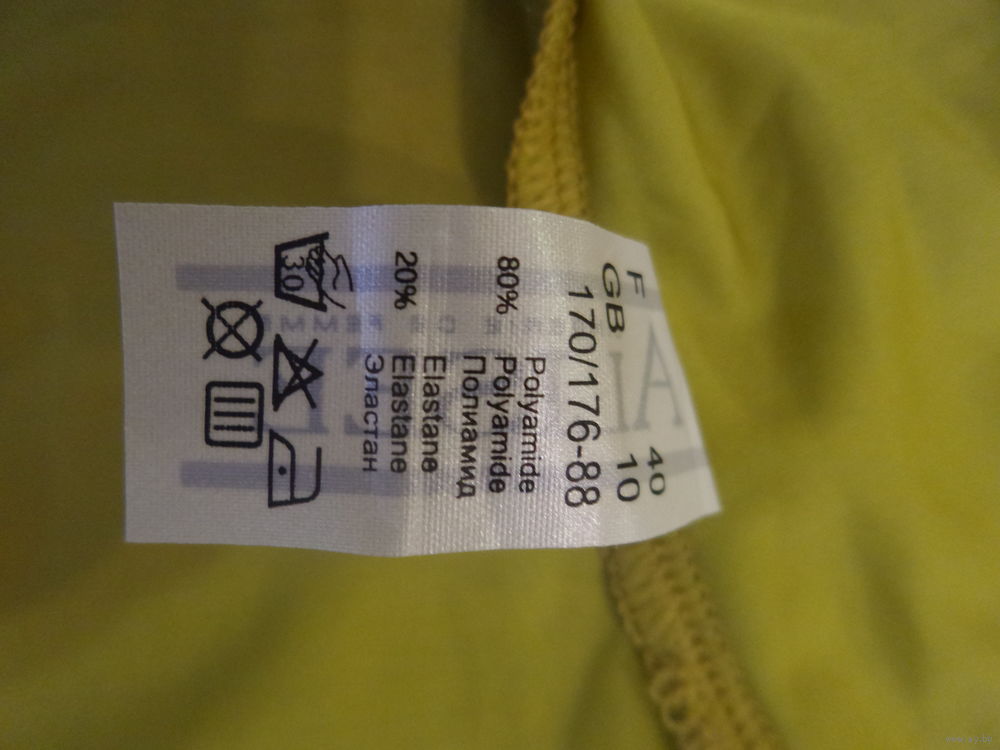 F 40
GB 10
170/176-88
Polyamide
80% Polyamide
Полиамид
Elastane
20% Elastane
Эластан
30